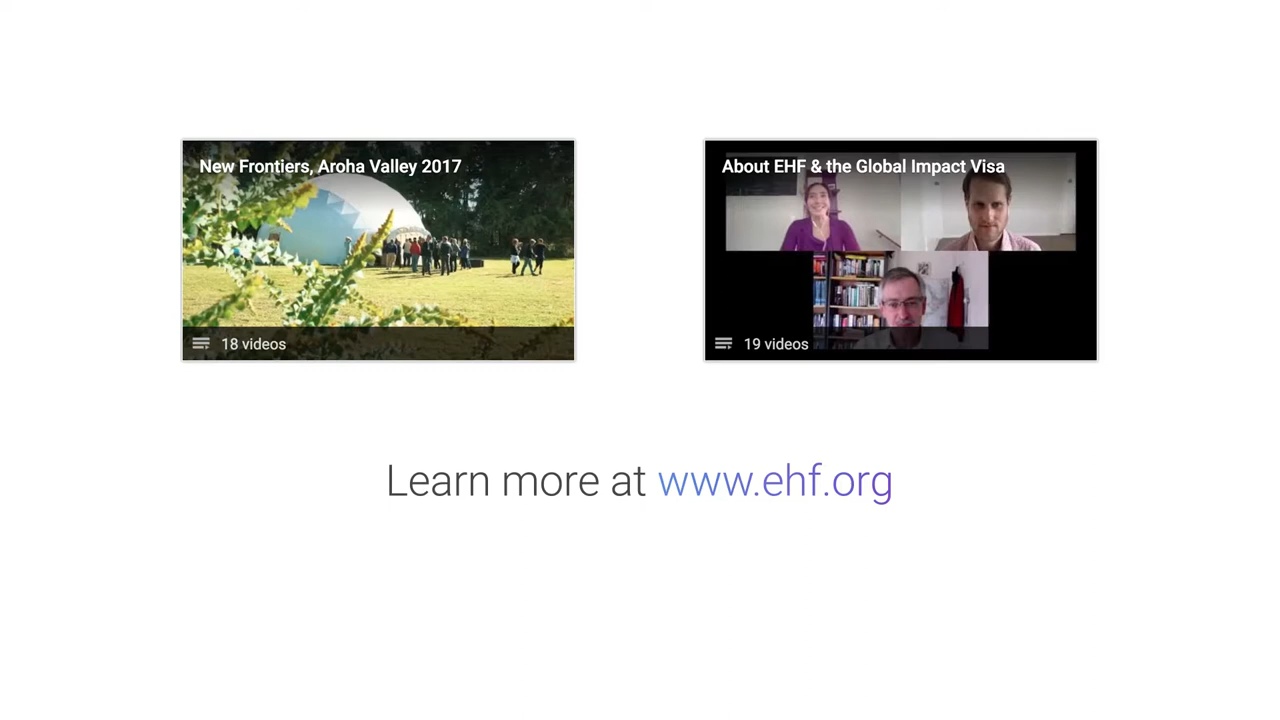 New Frontiers, Aroha Valley 2017
18 videos
About EHF & the Global Impact Visa
19 videos
Learn more at www.ehf.org